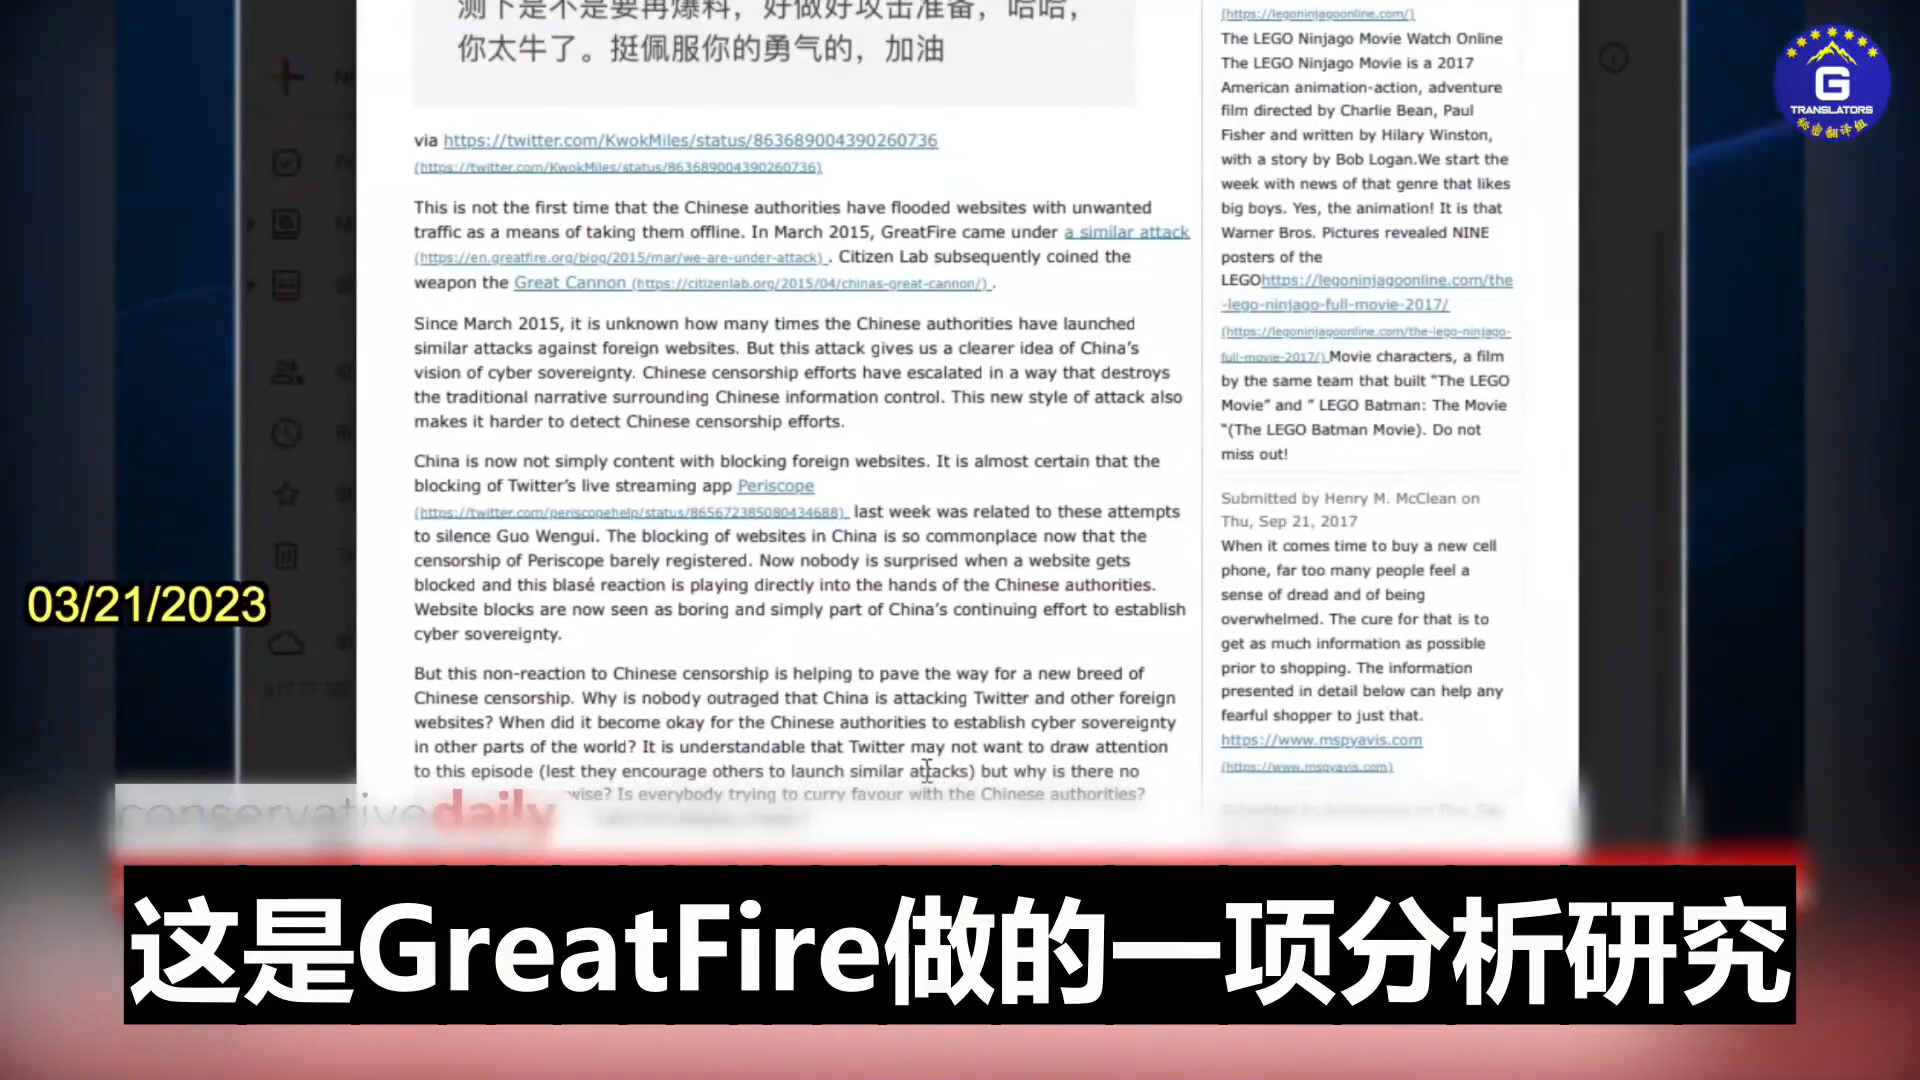 测下是不是要再爆料，好做好攻击准备，哈哈，
你太牛了。挺佩服你的勇气的，加油
via https://twitter.com/KwokMiles/status/863689004390260736
(https://twitter.com/KwokMiles/status/863689004390260736)
This is not the first time that the Chinese authorities have flooded websites with unwanted
traffic as a means of taking them offline. In March 2015, GreatFire came under a similar attack
(https://en.greatfire.org/blog/2015/mar/we-are-under-attack) . Citizen Lab subsequently coined the
weapon the Great Cannon (https://citizenlab.org/2015/04/chinas-great-cannon/) .
Since March 2015, it is unknown how many times the Chinese authorities have launched
similar attacks against foreign websites. But this attack gives us a clearer idea of China’s
vision of cyber sovereignty. Chinese censorship efforts have escalated in a way that destroys
the traditional narrative surrounding Chinese information control. This new style of attack also
makes it harder to detect Chinese censorship efforts.
China is now not simply content with blocking foreign websites. It is almost certain that the
blocking of Twitter’s live streaming app Periscope
(https://twitter.com/periscopehelp/status/865672385080434688) last week was related to these attempts
to silence Guo Wengui. The blocking of websites in China is so commonplace now that the
censorship of Periscope barely registered. Now nobody is surprised when a website gets
blocked and this blasé reaction is playing directly into the hands of the Chinese authorities.
Website blocks are now seen as boring and simply part of China’s continuing effort to establish
cyber sovereignty.
But this non-reaction to Chinese censorship is helping to pave the way for a new breed of
Chinese censorship. Why is nobody outraged that China is attacking Twitter and other foreign
websites? When did it become okay for the Chinese authorities to establish cyber sovereignty
in other parts of the world? It is understandable that Twitter may not want to draw attention
to this episode (lest they encourage others to launch similar attacks) but why is there no
wise? Is everybody trying to curry favour with the Chinese authorities?
(https://legoninjagoonline.com/)
The LEGO Ninjago Movie Watch Online
The LEGO Ninjago Movie is a 2017
American animation-action, adventure
film directed by Charlie Bean, Paul
Fisher and written by Hilary Winston,
with a story by Bob Logan.We start the
week with news of that genre that likes
big boys. Yes, the animation! It is that
Warner Bros. Pictures revealed NINE
posters of the
LEGOhttps://legoninjagoonline.com/the
-lego-ninjago-full-movie-2017/
(https://legoninjagoonline.com/the-lego-ninjago-
full-movie-2017/) Movie characters, a film
by the same team that built “The LEGO
Movie” and ” LEGO Batman: The Movie
“(The LEGO Batman Movie). Do not
miss out!
Submitted by Henry M. McClean on
Thu, Sep 21, 2017
When it comes time to buy a new cell
phone, far too many people feel a
sense of dread and of being
overwhelmed. The cure for that is to
get as much information as possible
prior to shopping. The information
presented in detail below can help any
fearful shopper to just that.
https://www.mspyavis.com
(https://www.mspyavis.com)
G
TRANSLATORS
秘密翻译组
03/21/2023
conservativedaily
这是GreatFire做的一项分析研究